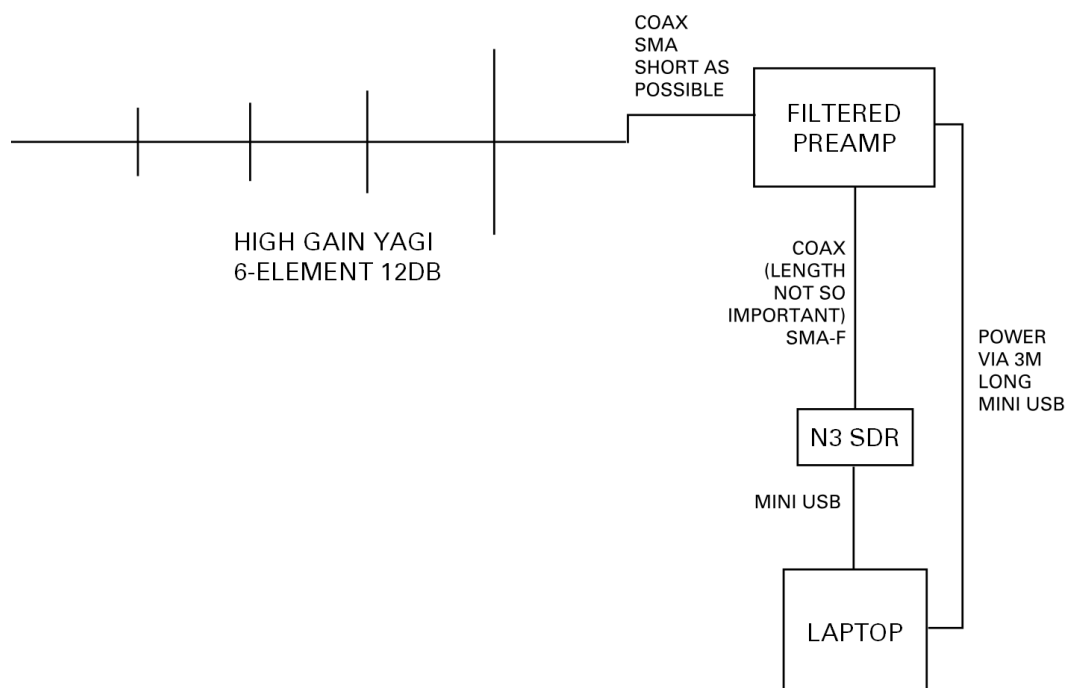 COAX
SMA
SHORT AS
POSSIBLE
FILTERED
PREAMP
HIGH GAIN YAGI
6-ELEMENT 12DB
COAX
(LENGTH
NOT SO
IMPORTANT)
SMA-F
POWER
VIA 3M
LONG
MINI USB
N3 SDR
MINI USB
LAPTOP